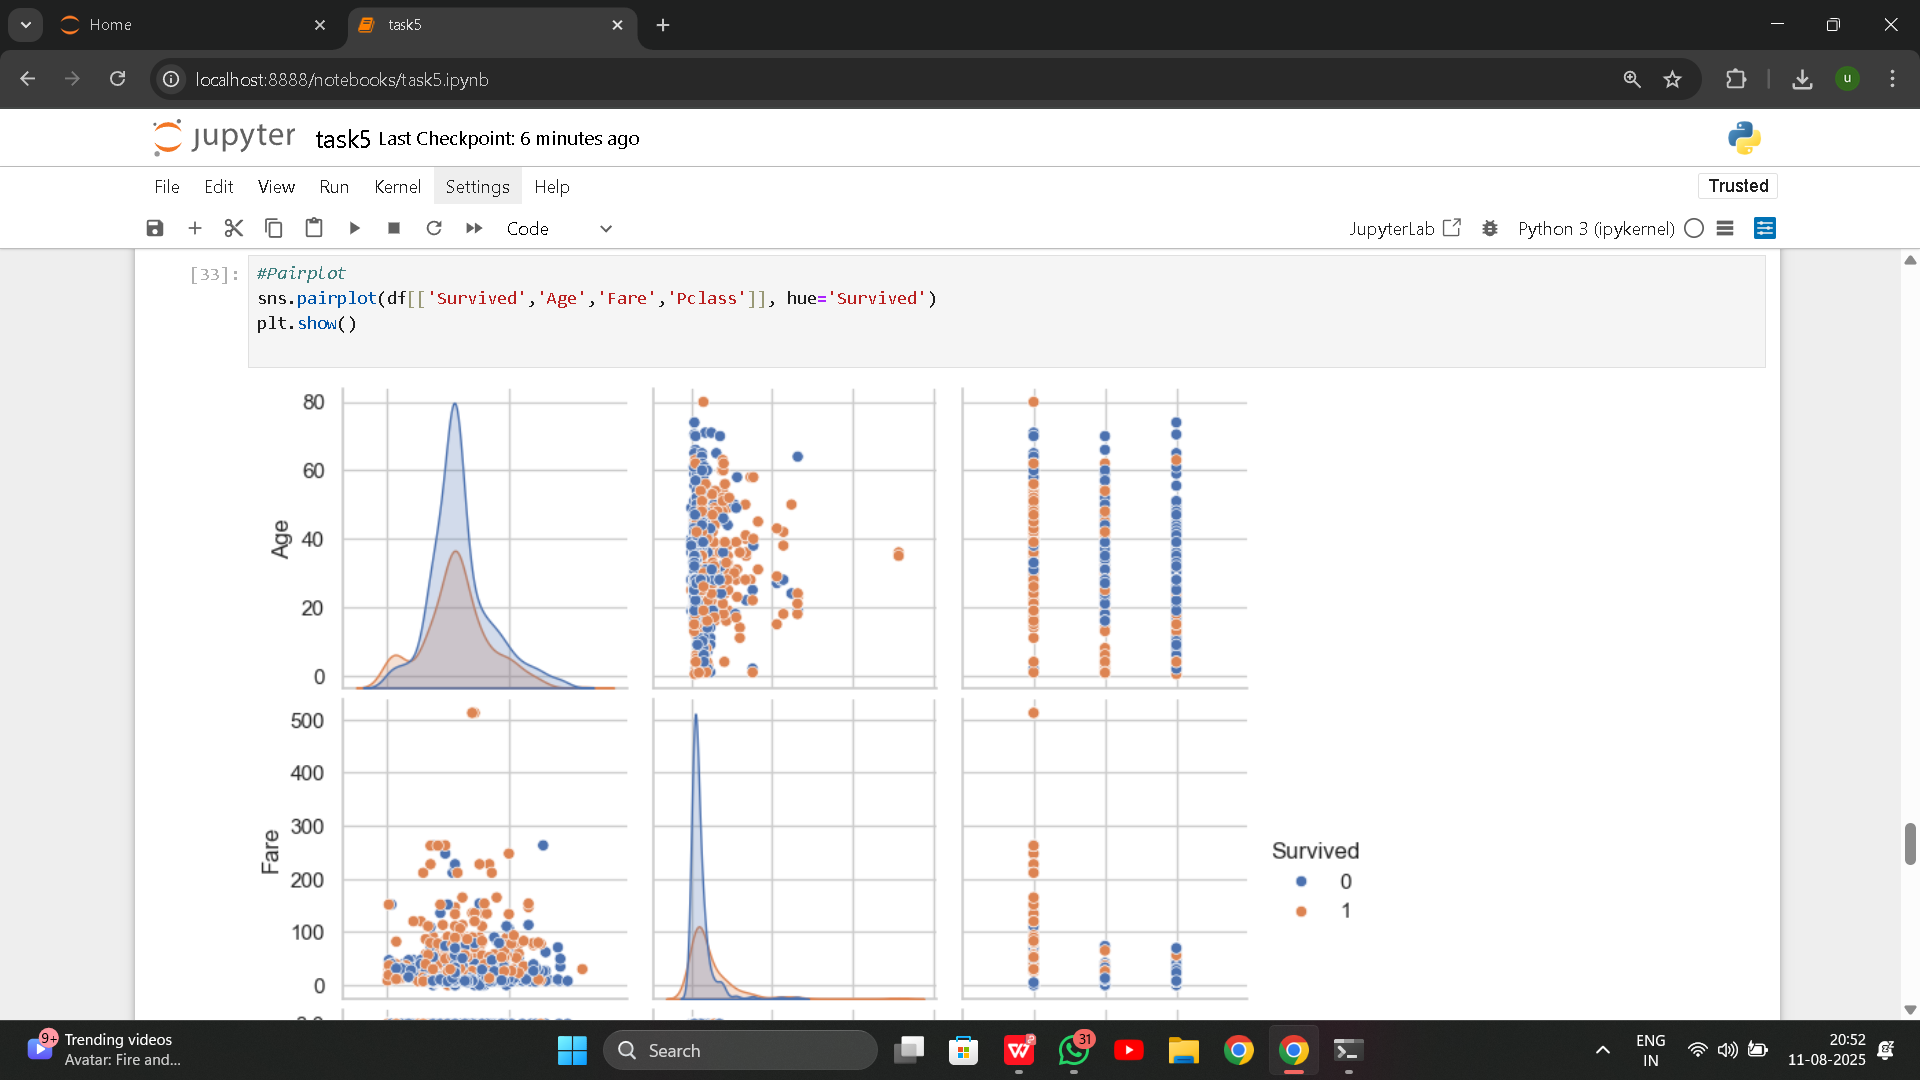 Home
task5
localhost:8888/notebooks/task5.ipynb
u
jupyter task5 Last Checkpoint: 6 minutes ago
File Edit View Run Kernel Settings Help
Trusted
Code
JupyterLab
Python 3 (ipykernel)
[33]:
#Pairplot
sns.pairplot(df[['Survived','Age','Fare','Pclass']], hue='Survived')
plt.show()
80
60
40
20
0
Age
500
400
300
200
100
0
Fare
Survived
0
1
9+
Trending videos
Avatar: Fire and...
Search
31
ENG
IN
20:52
11-08-2025